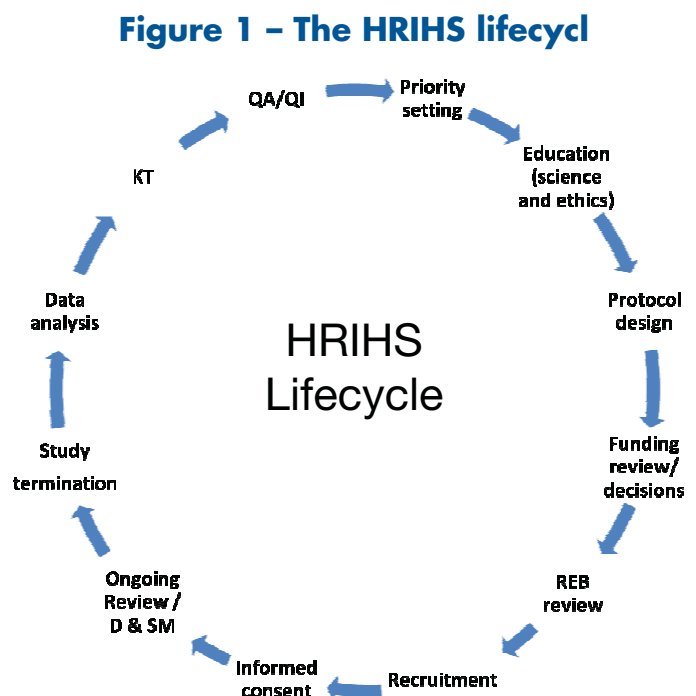 Figure 1 – The HRIHS lifecycl
QA/QI
Priority
setting
Education
(science
and ethics)
Protocol
design
Funding
review/
decisions
REB
review
Recruitment
Informed
consent
Ongoing
Review /
D & SM
Study
termination
Data
analysis
KT
HRIHS
Lifecycle